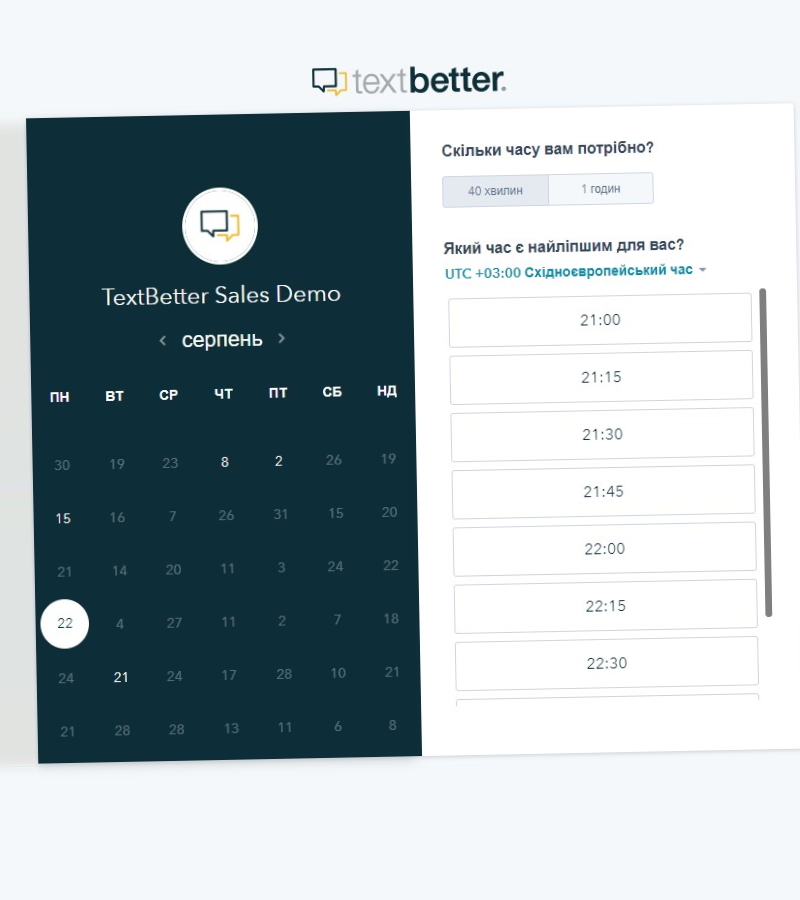 textbetter.
TextBetter Sales Demo
серпень
ПН ВТ СР ЧТ ПТ СБ НД
30 19 23 8 2 26 19
15 16 7 26 31 15 20
21 14 20 11 3 24 22
22 4 27 11 2 7 18
24 21 24 17 28 10 21
21 28 28 13 11 6 8
Скільки часу вам потрібно?
40 хвилин 1 годин
Який час є найліпшим для вас?
UTC +03:00 Східноєвропейський час
21:00
21:15
21:30
21:45
22:00
22:15
22:30